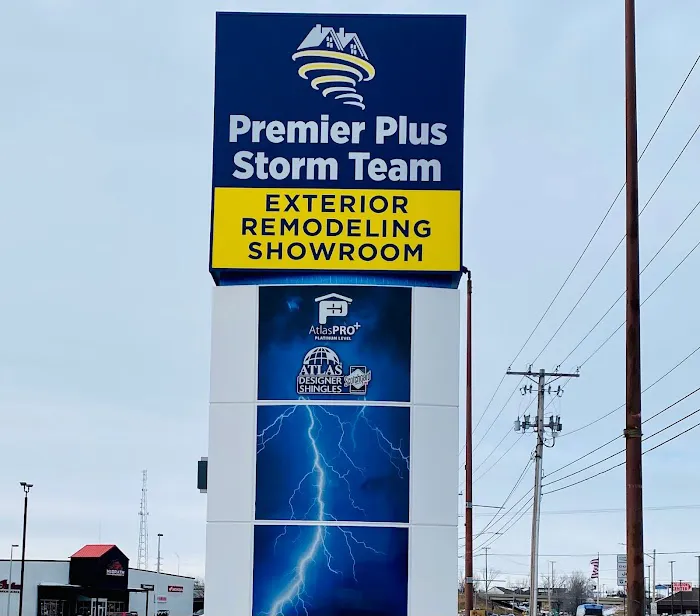 Premier Plus
Storm Team
EXTERIOR
REMODELING
SHOWROOM
AtlasPRO+
PLATINUM LEVEL
ATLAS
DESIGNER
SHINGLES